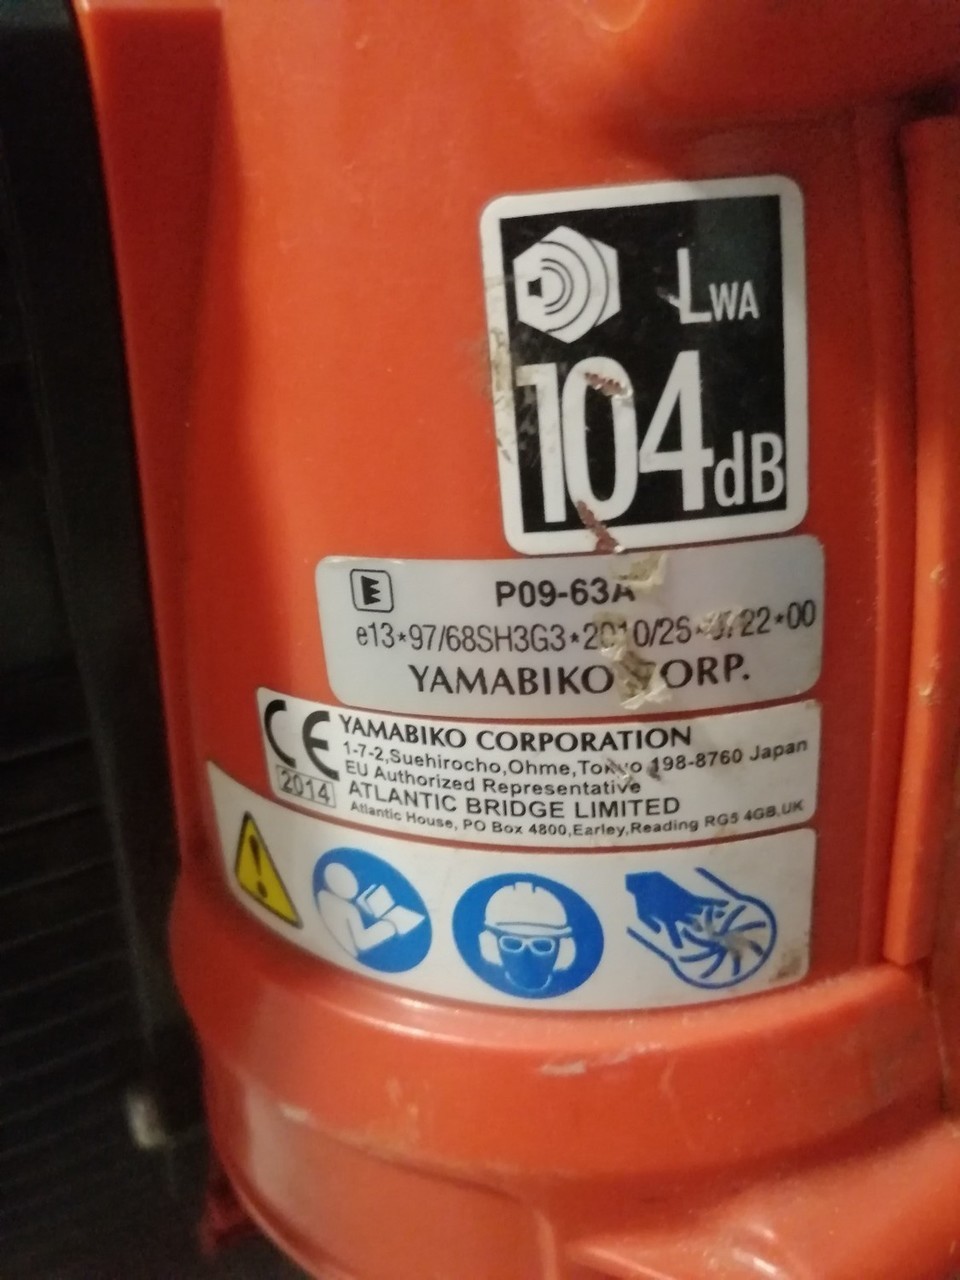 LWA
104dB
P09-63A
e13*97/68SH3G3*2010/26*
YAMABIKO CORP.
CE
2014
YAMABIKO CORPORATION
1-7-2,Suehirocho,Ohme,Tokyo 198-8760 Japan
EU Authorized Representative
ATLANTIC BRIDGE LIMITED
Atlantic House, PO Box 4800,Earley,Reading RG5 4GB,UK